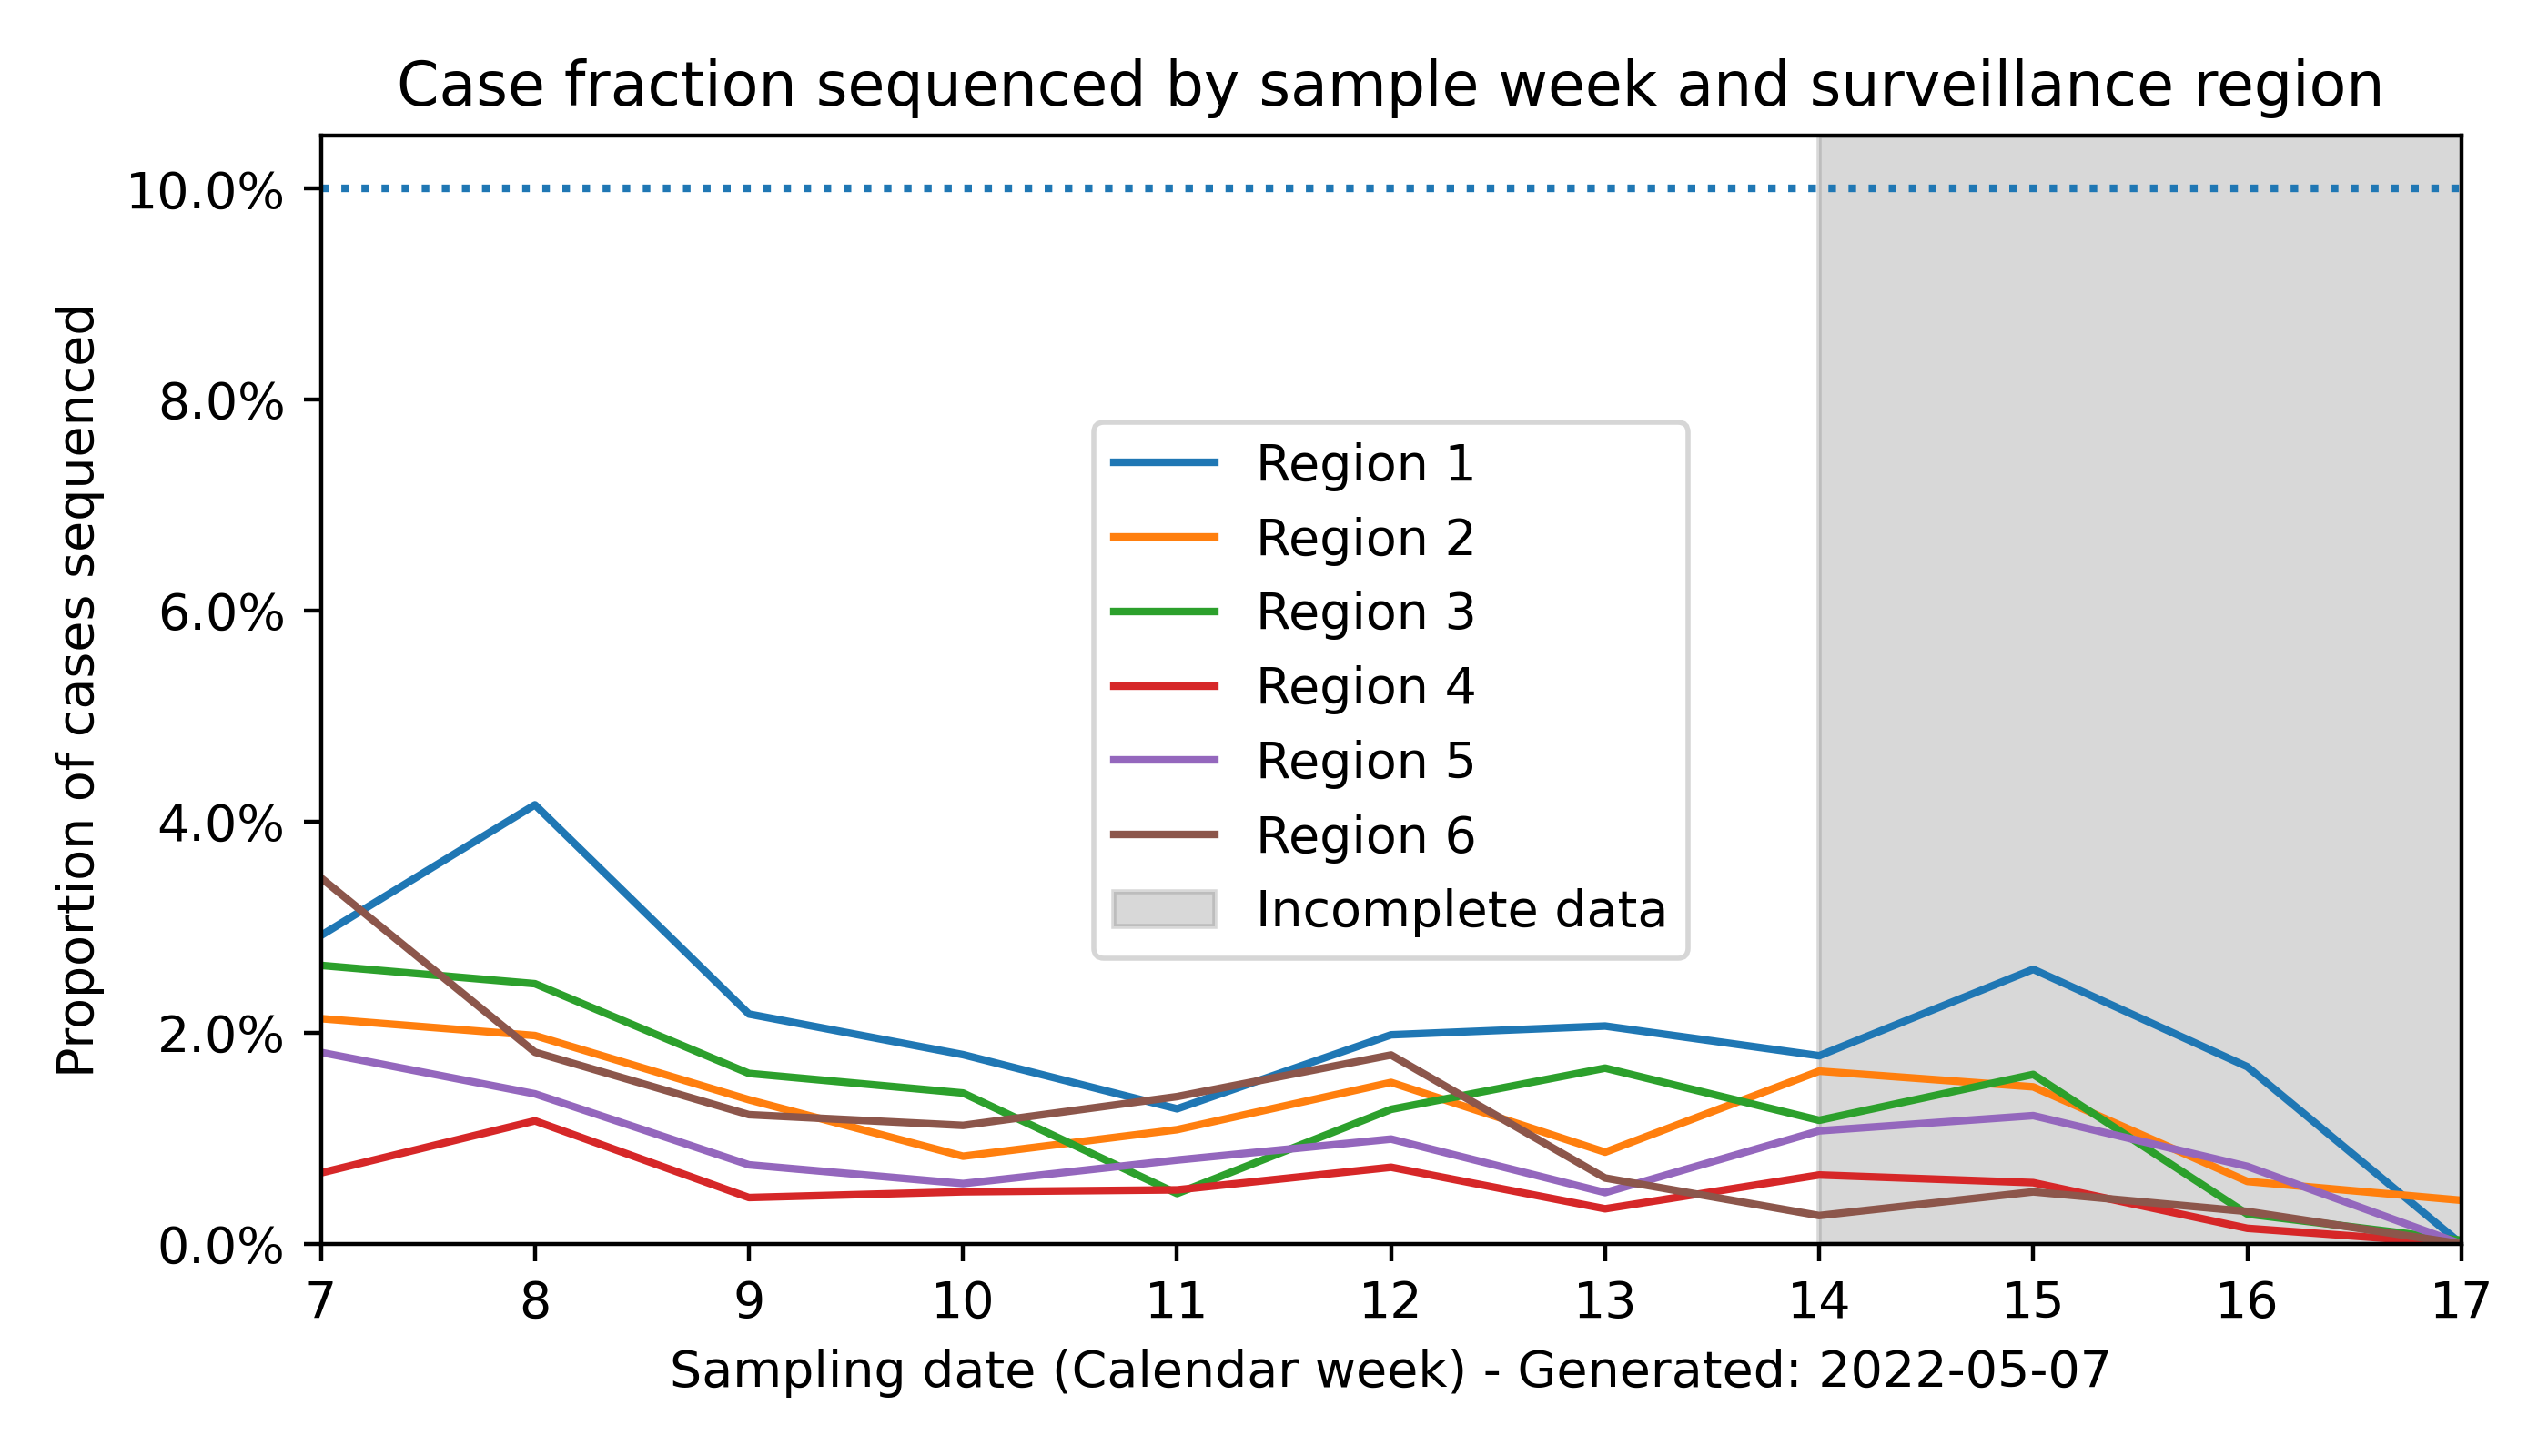 Case fraction sequenced by sample week and surveillance region
Proportion of cases sequenced
10.0%
8.0%
6.0%
4.0%
2.0%
0.0%
Region 1
Region 2
Region 3
Region 4
Region 5
Region 6
Incomplete data
7 8 9 10 11 12 13 14 15 16 17
Sampling date (Calendar week) - Generated: 2022-05-07